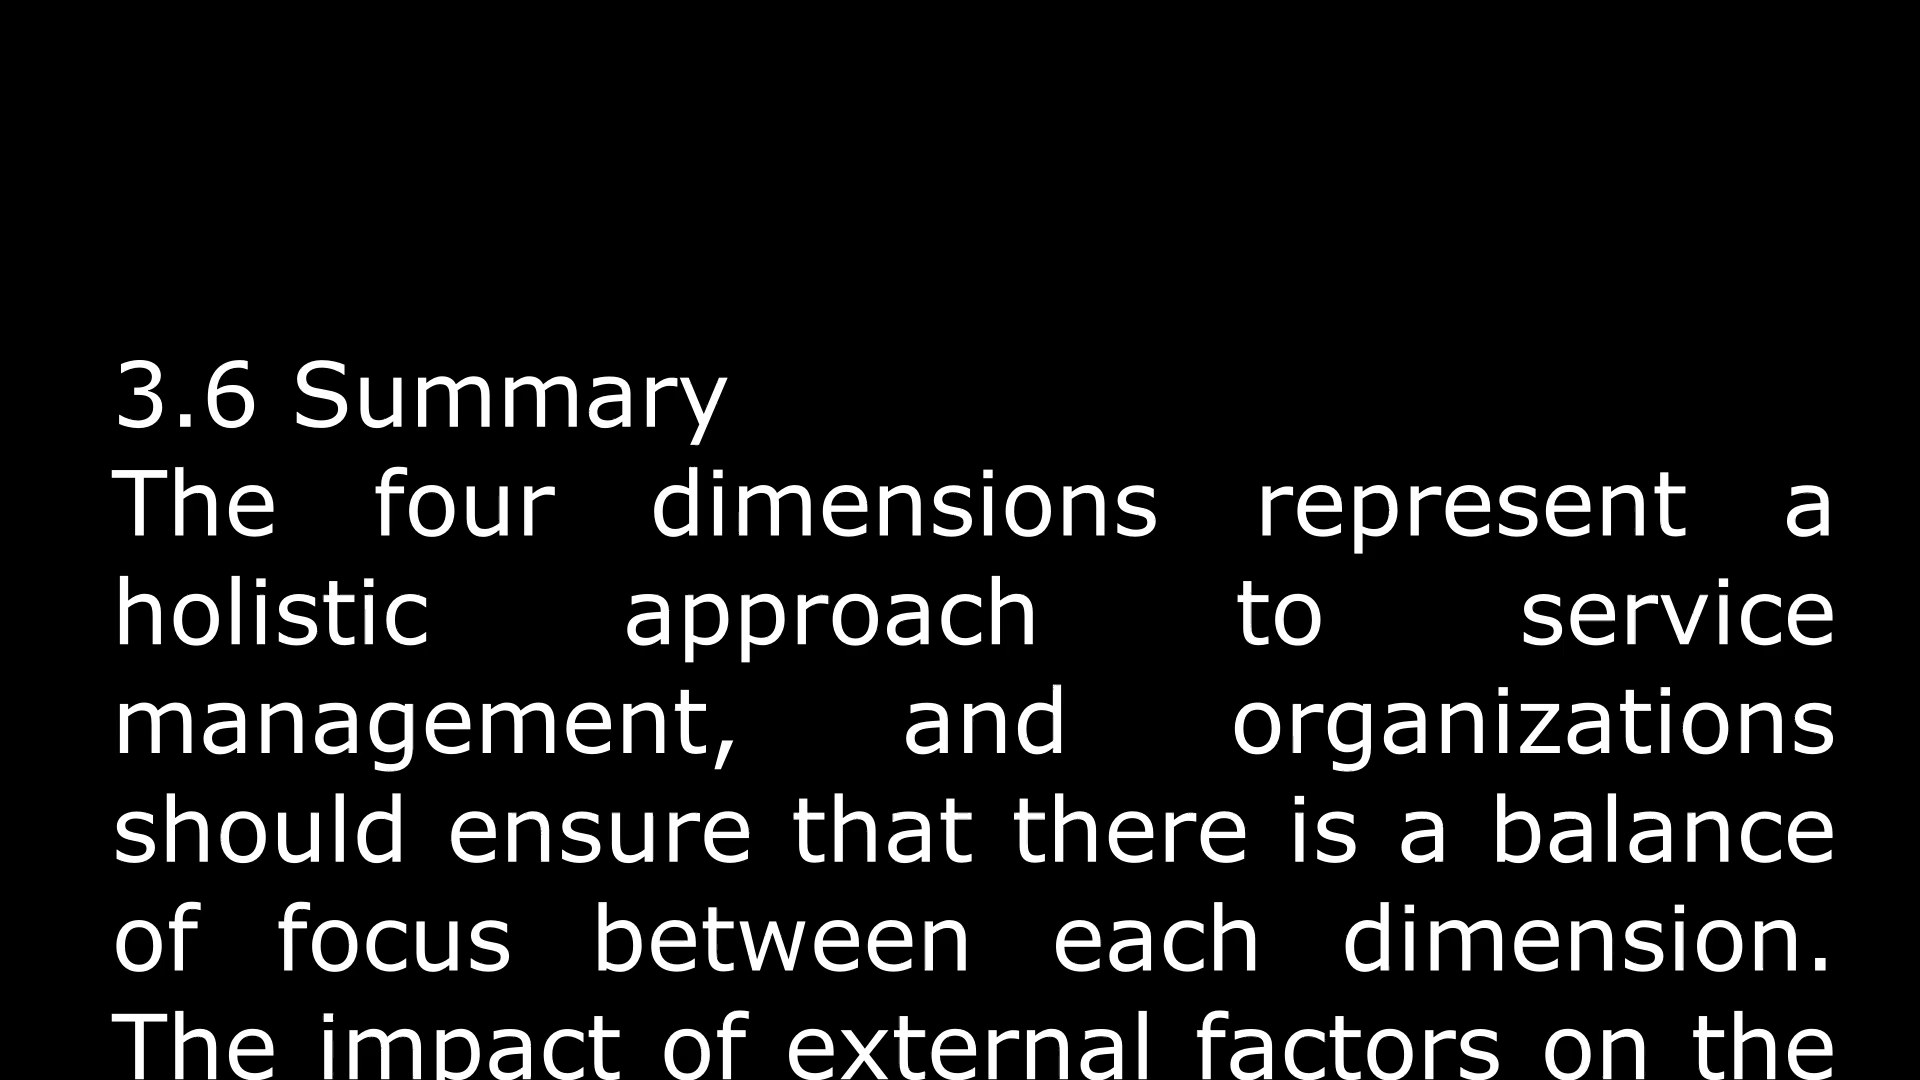 3.6 Summary
The four dimensions represent a
holistic approach to service
management, and organizations
should ensure that there is a balance
of focus between each dimension.
The impact of external factors on the